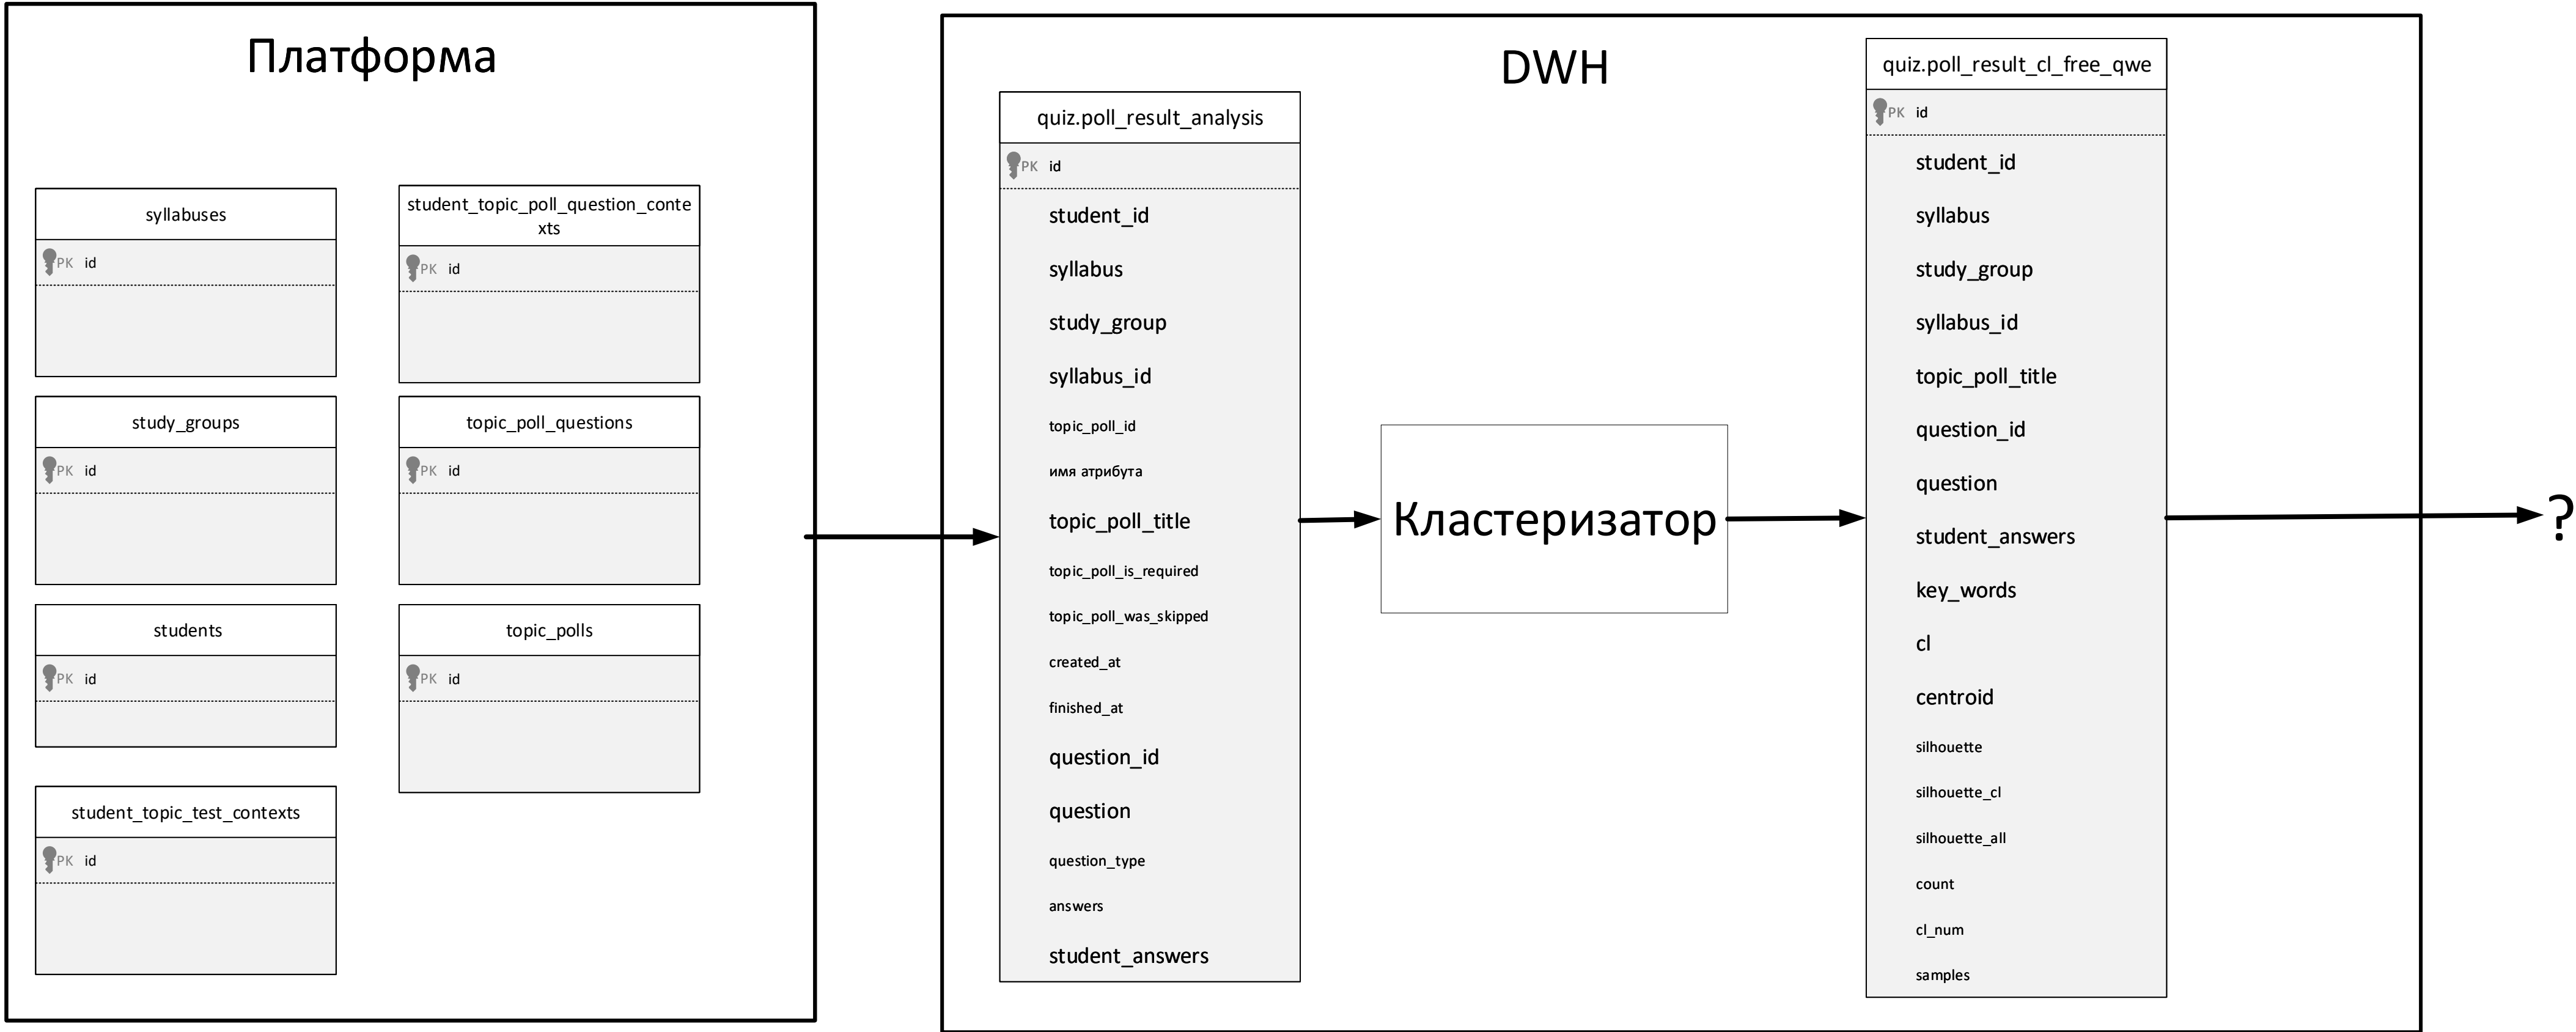 Платформа
syllabuses
PK id
student_topic_poll_question_conte
xts
PK id
study_groups
PK id
topic_poll_questions
PK id
students
PK id
topic_polls
PK id
student_topic_test_contexts
PK id
DWH
quiz.poll_result_analysis
PK id
student_id
syllabus
study_group
syllabus_id
topic_poll_id
имя атрибута
topic_poll_title
topic_poll_is_required
topic_poll_was_skipped
created_at
finished_at
question_id
question
question_type
answers
student_answers
Кластеризатор
quiz.poll_result_cl_free_qwe
PK id
student_id
syllabus
study_group
syllabus_id
topic_poll_title
question_id
question
student_answers
key_words
cl
centroid
silhouette
silhouette_cl
silhouette_all
count
cl_num
samples
?